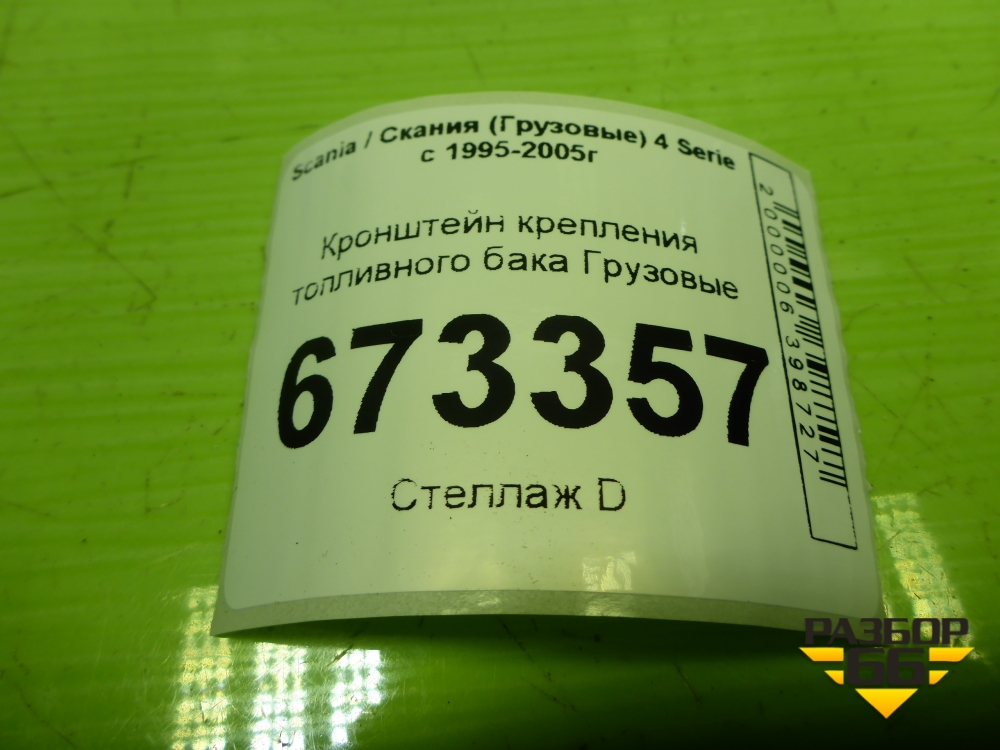 Scania / Скания (Грузовые) 4 Serie
с 1995-2005г
Кронштейн крепления
топливного бака Грузовые
673357
Стеллаж D
2000006398727
РАЗБОР
66